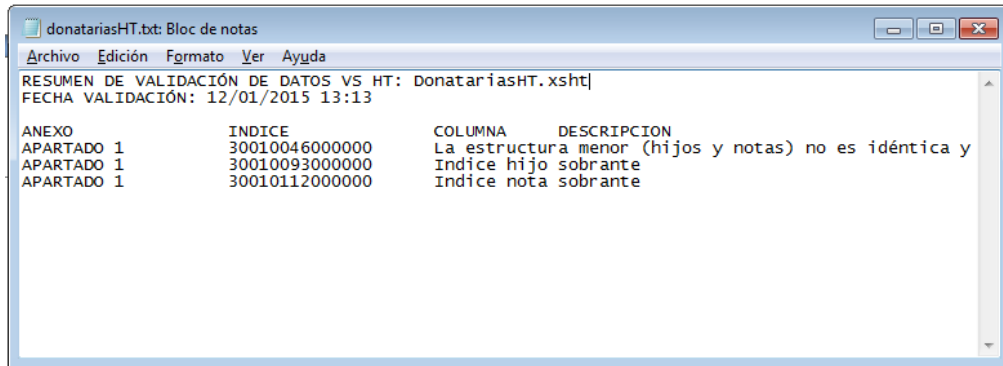 donatariasHT.txt: Bloc de notas
Archivo Edición Formato Ver Ayuda
RESUMEN DE VALIDACIÓN DE DATOS VS HT: DonatariasHT.xsht
FECHA VALIDACIÓN: 12/01/2015 13:13
ANEXO INDICE COLUMNA DESCRIPCION
APARTADO 1 30010046000000 La estructura menor (hijos y notas) no es idéntica y
APARTADO 1 30010093000000 Indice hijo sobrante
APARTADO 1 30010112000000 Indice nota sobrante